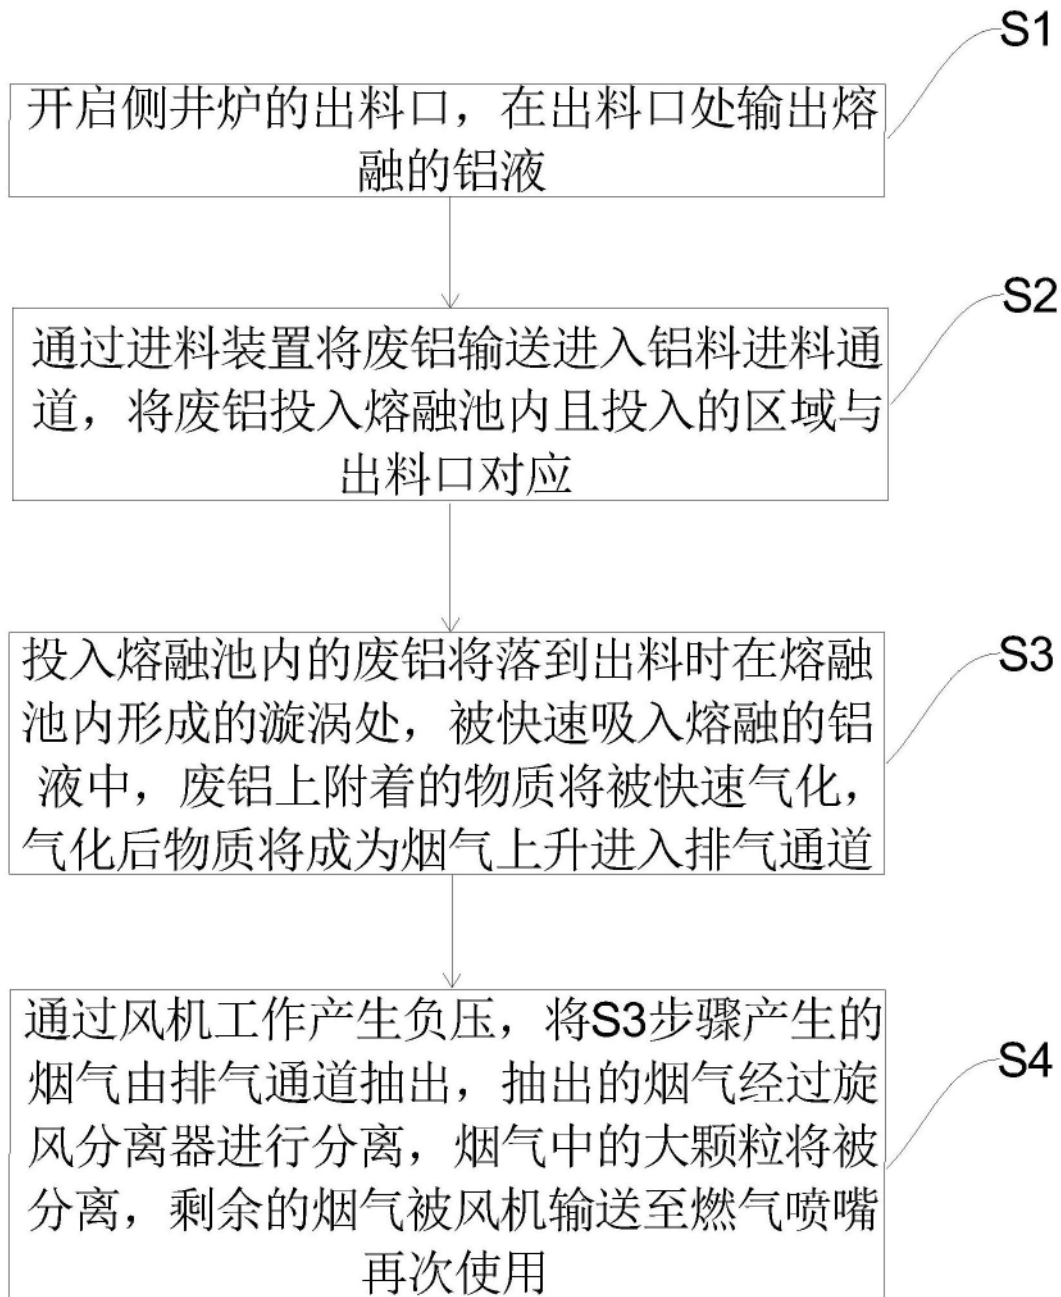 S1
开启侧井炉的出料口，在出料口处输出熔
融的铝液
S2
通过进料装置将废铝输送进入铝料进料通
道，将废铝投入熔融池内且投入的区域与
出料口对应
S3
投入熔融池内的废铝将落到出料时在熔融
池内形成的漩涡处，被快速吸入熔融的铝
液中，废铝上附着的物质将被快速气化，
气化后物质将成为烟气上升进入排气通道
S4
通过风机工作产生负压，将S3步骤产生的
烟气由排气通道抽出，抽出的烟气经过旋
风分离器进行分离，烟气中的大颗粒将被
分离，剩余的烟气被风机输送至燃气喷嘴
再次使用